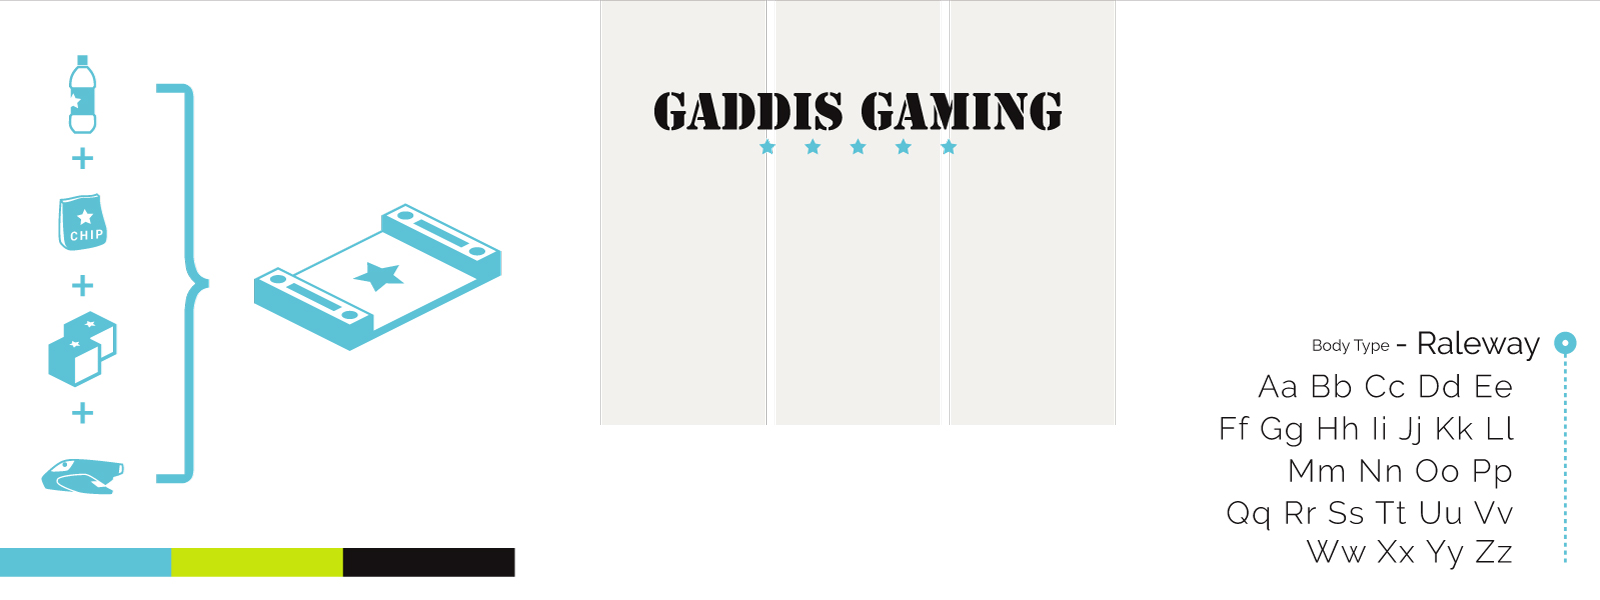 CHIP
GADDIS GAMING
Body Type - Raleway
Aa Bb Cc Dd Ee
Ff Gg Hh Ii Jj Kk Ll
Mm Nn Oo Pp
Qq Rr Ss Tt Uu Vv
Ww Xx Yy Zz